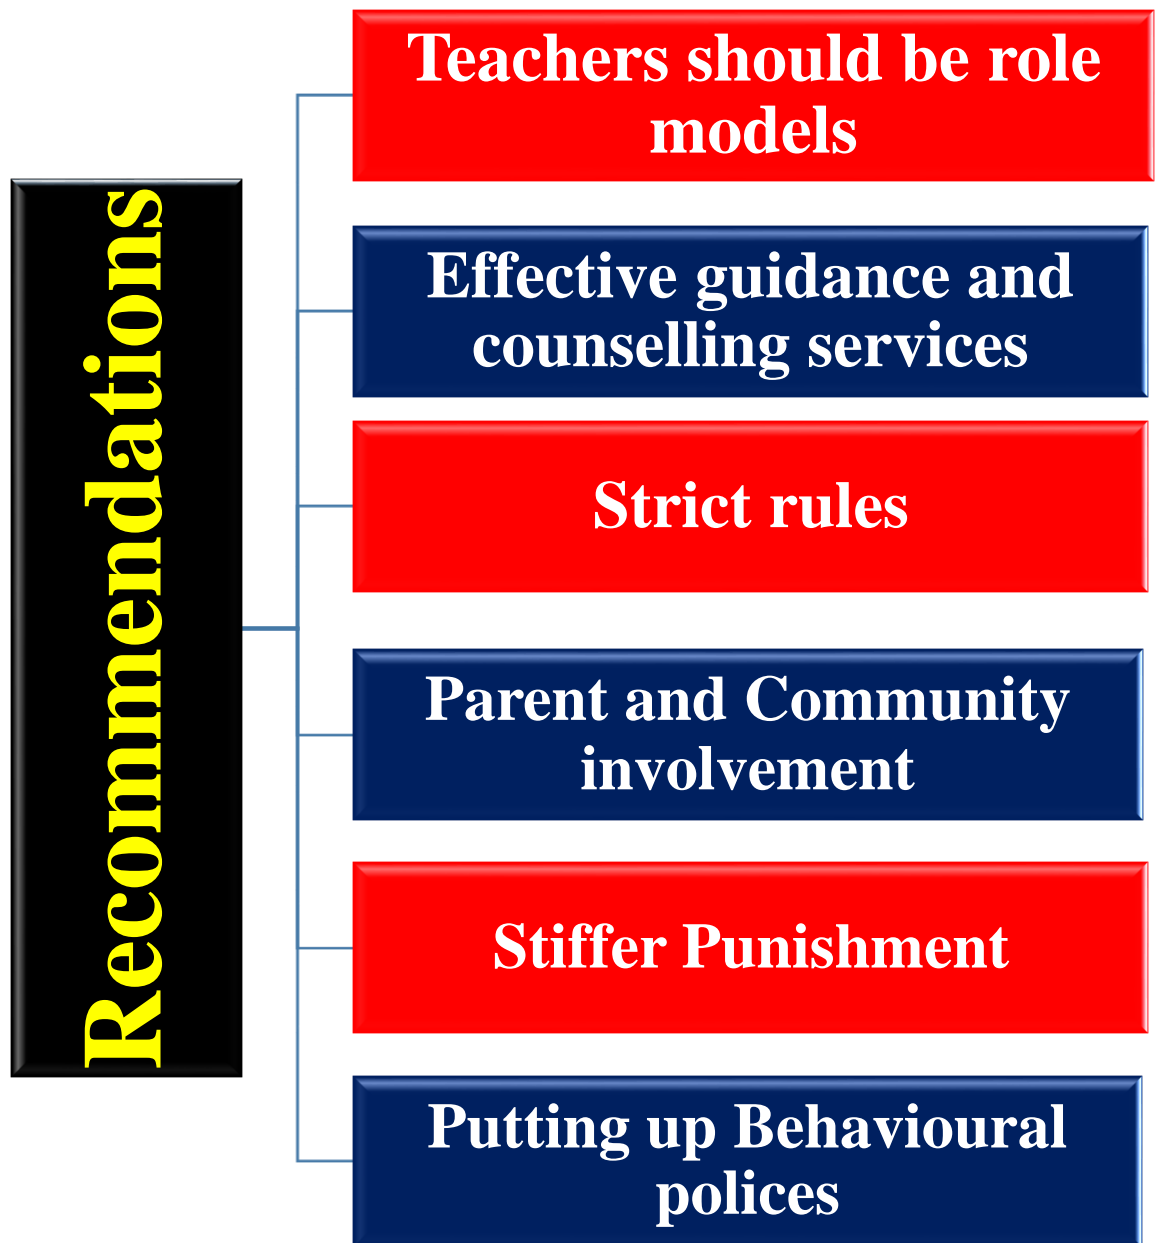 Recommendations
Teachers should be role
models
Effective guidance and
counselling services
Strict rules
Parent and Community
involvement
Stiffer Punishment
Putting up Behavioural
polices